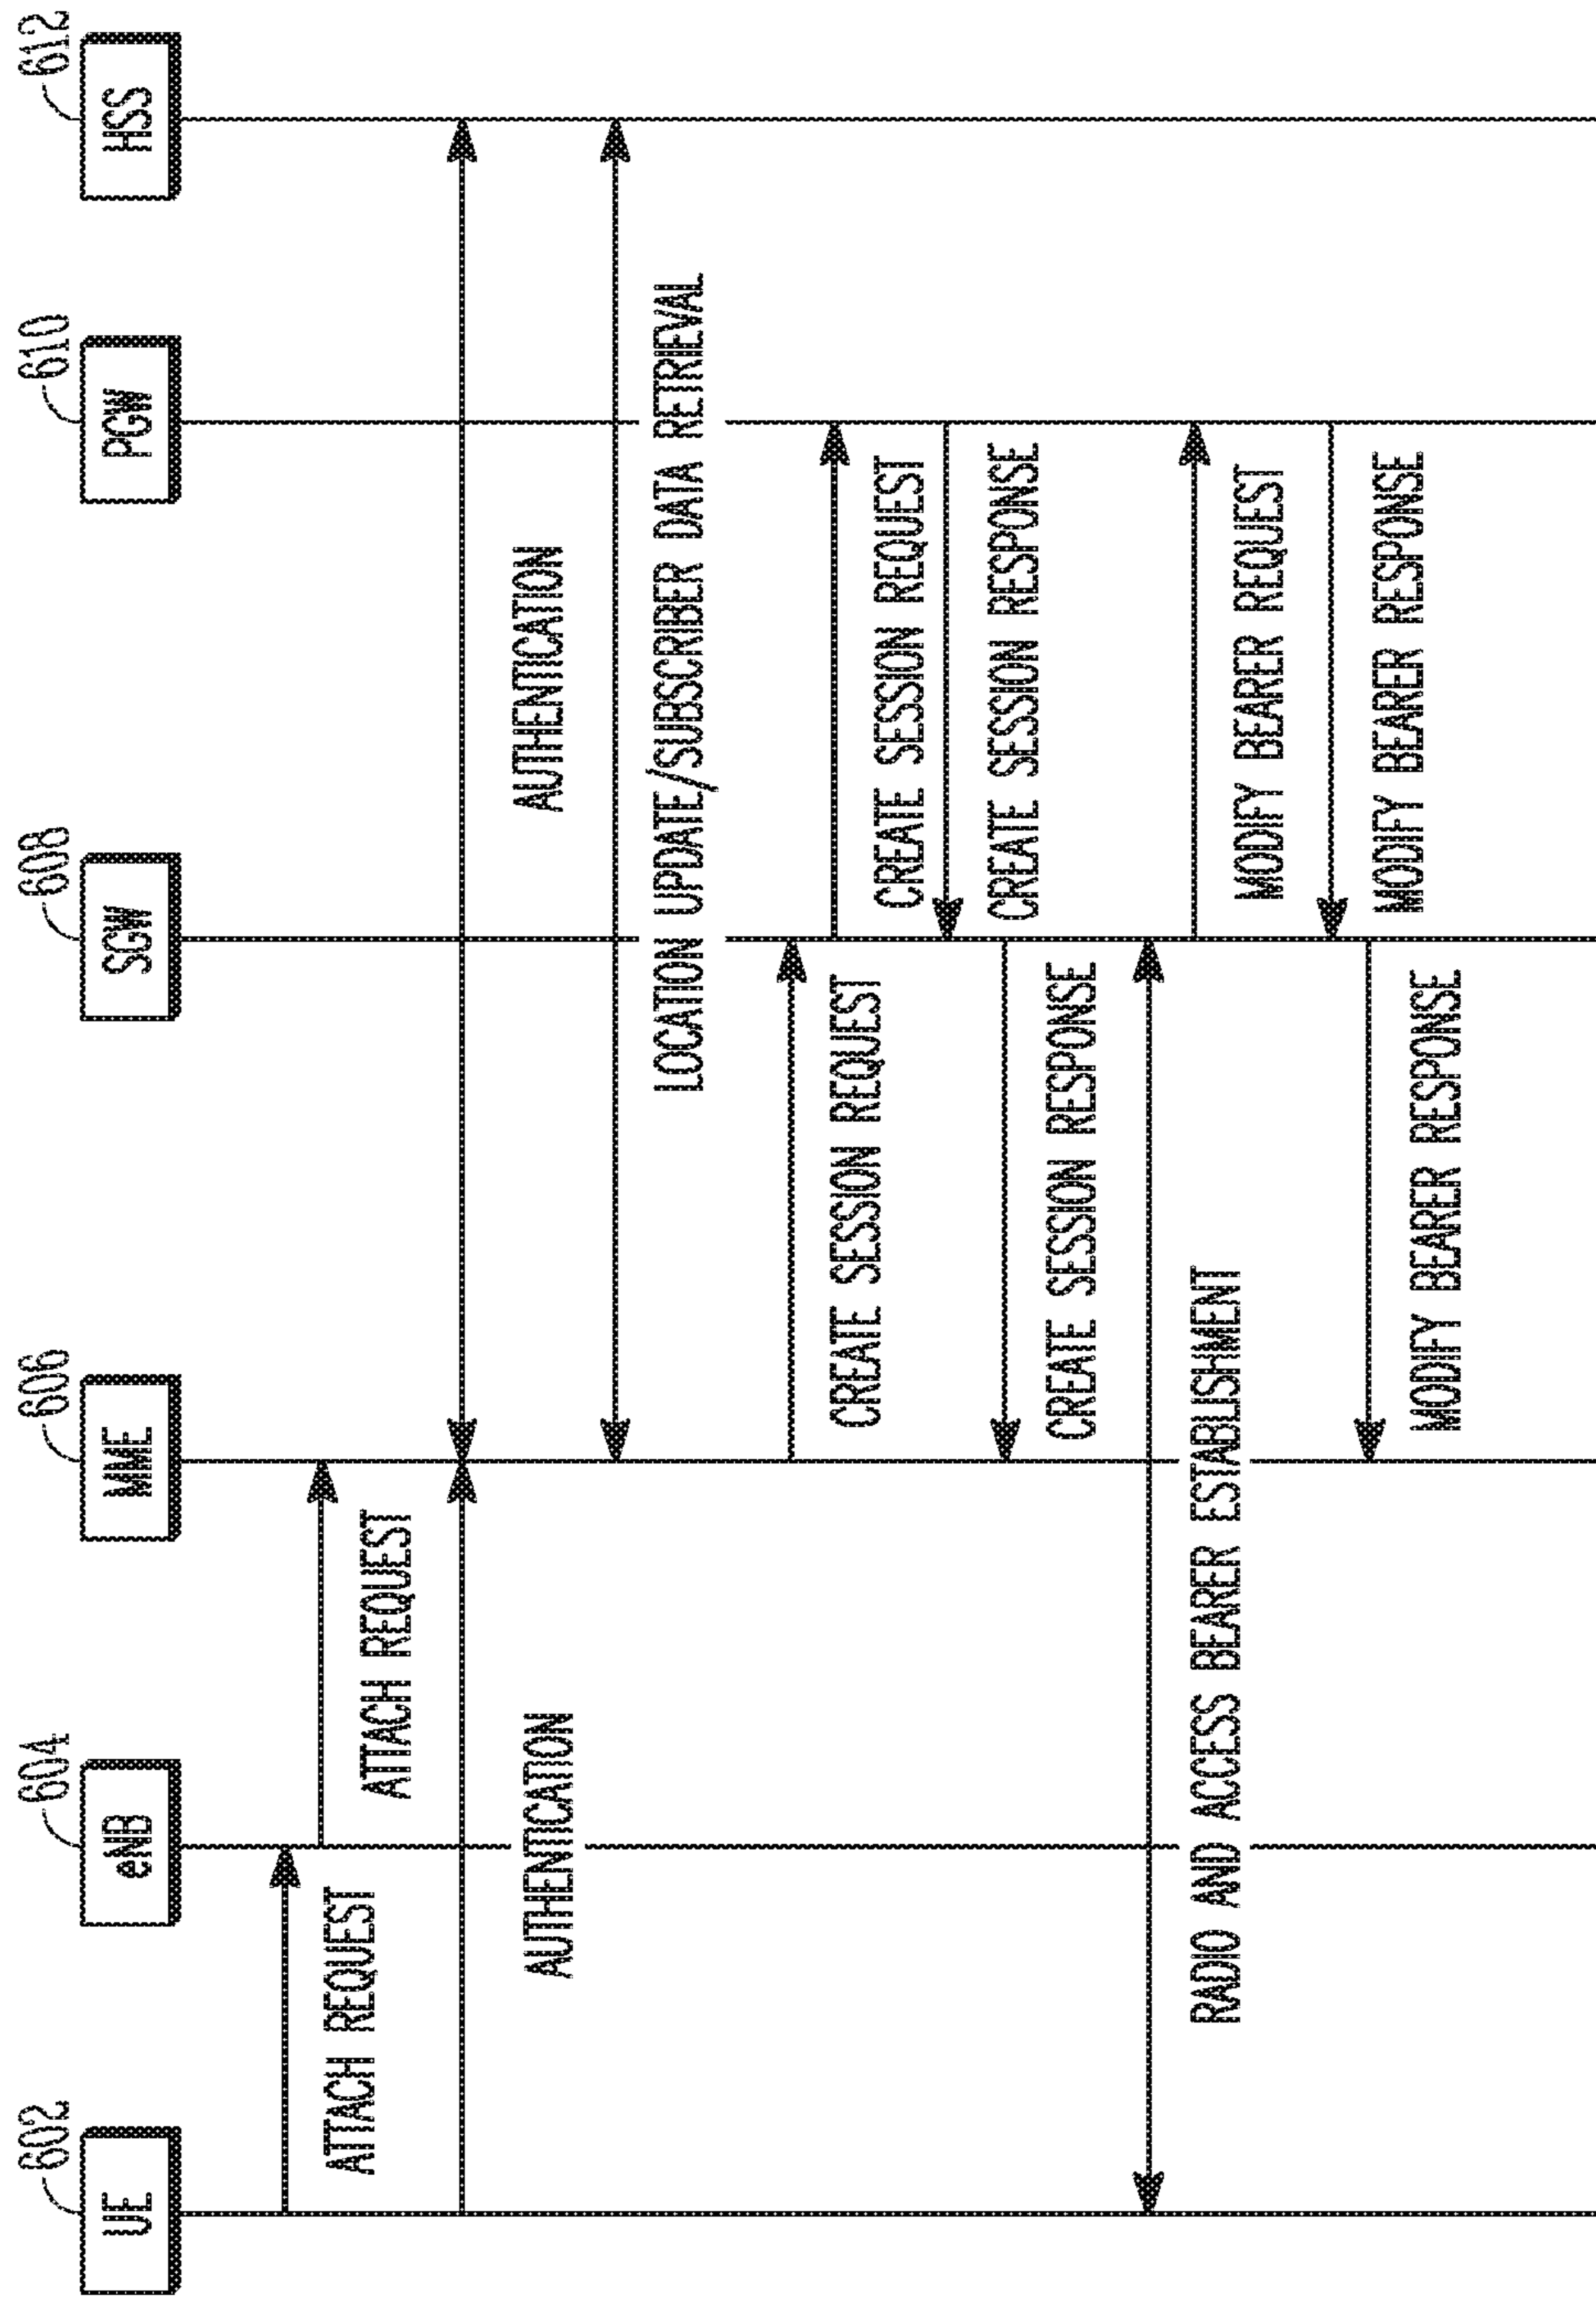 602
UE
604
eNB
606
MME
608
SGW
610
PGW
612
HSS
ATTACH REQUEST
ATTACH REQUEST
AUTHENTICATION
AUTHENTICATION
LOCATION UPDATE/SUBSCRIBER DATA RETRIEVAL
CREATE SESSION REQUEST
CREATE SESSION REQUEST
CREATE SESSION RESPONSE
CREATE SESSION RESPONSE
RADIO AND ACCESS BEARER ESTABLISHMENT
MODIFY BEARER REQUEST
MODIFY BEARER RESPONSE
MODIFY BEARER RESPONSE